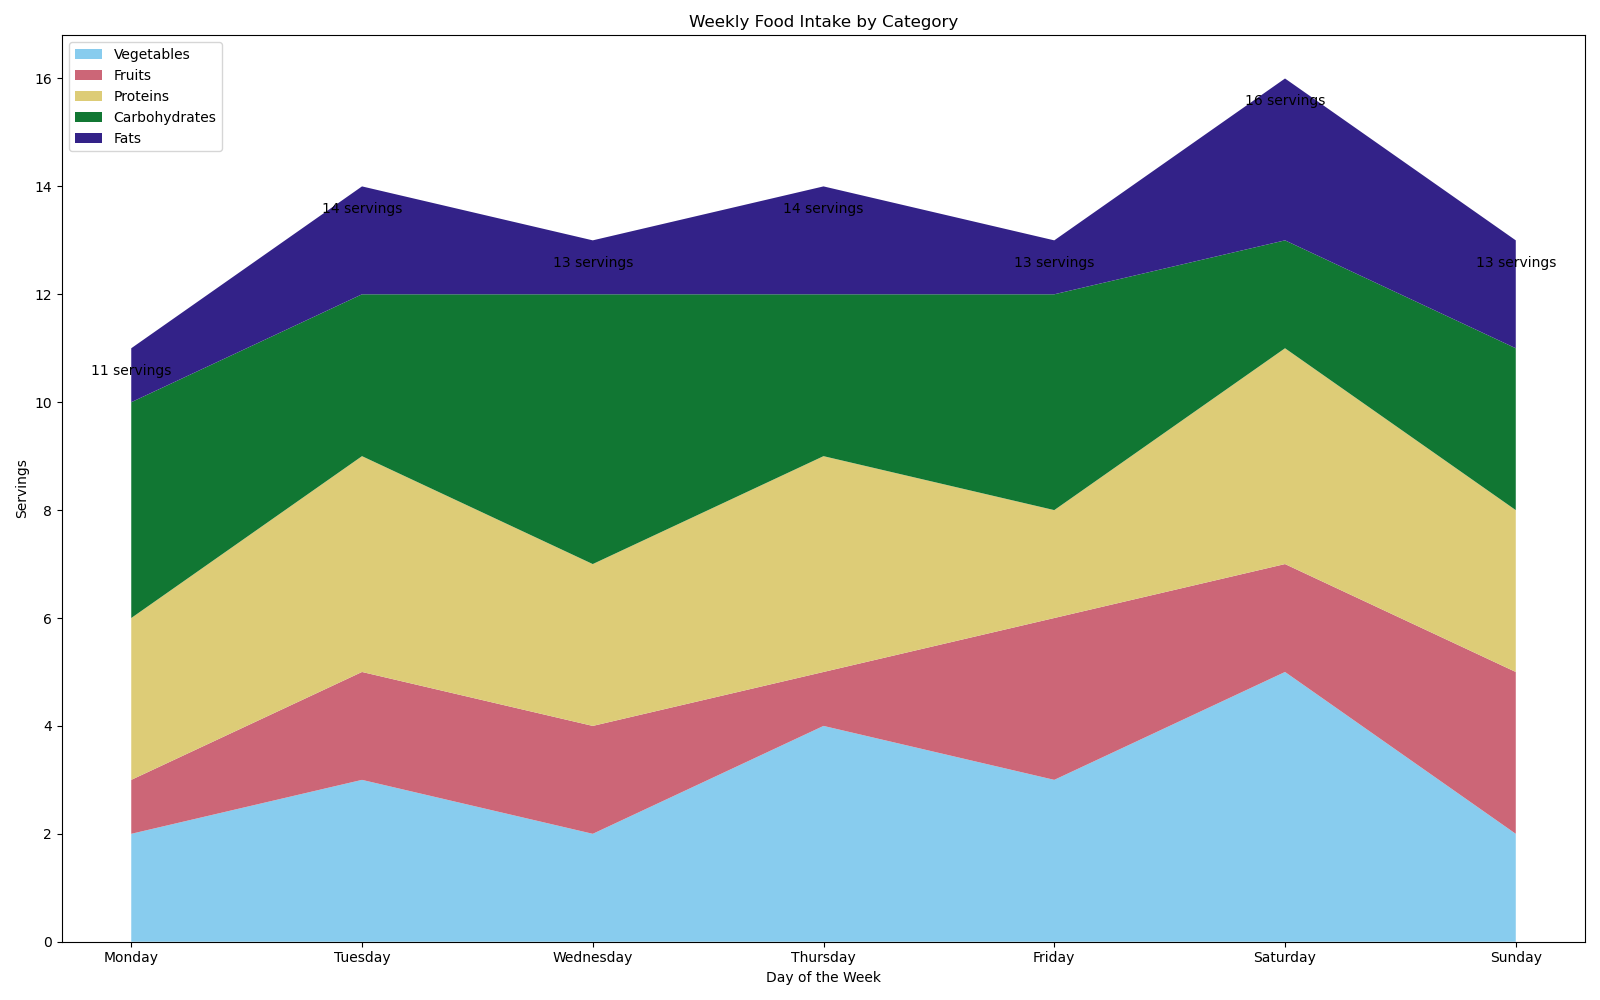 Weekly Food Intake by Category
Vegetables
Fruits
Proteins
Carbohydrates
Fats
16
14
12
10
8
6
4
2
0
Servings
11 servings
14 servings
13 servings
14 servings
13 servings
16 servings
13 servings
Monday
Tuesday
Wednesday
Thursday
Friday
Saturday
Sunday
Day of the Week